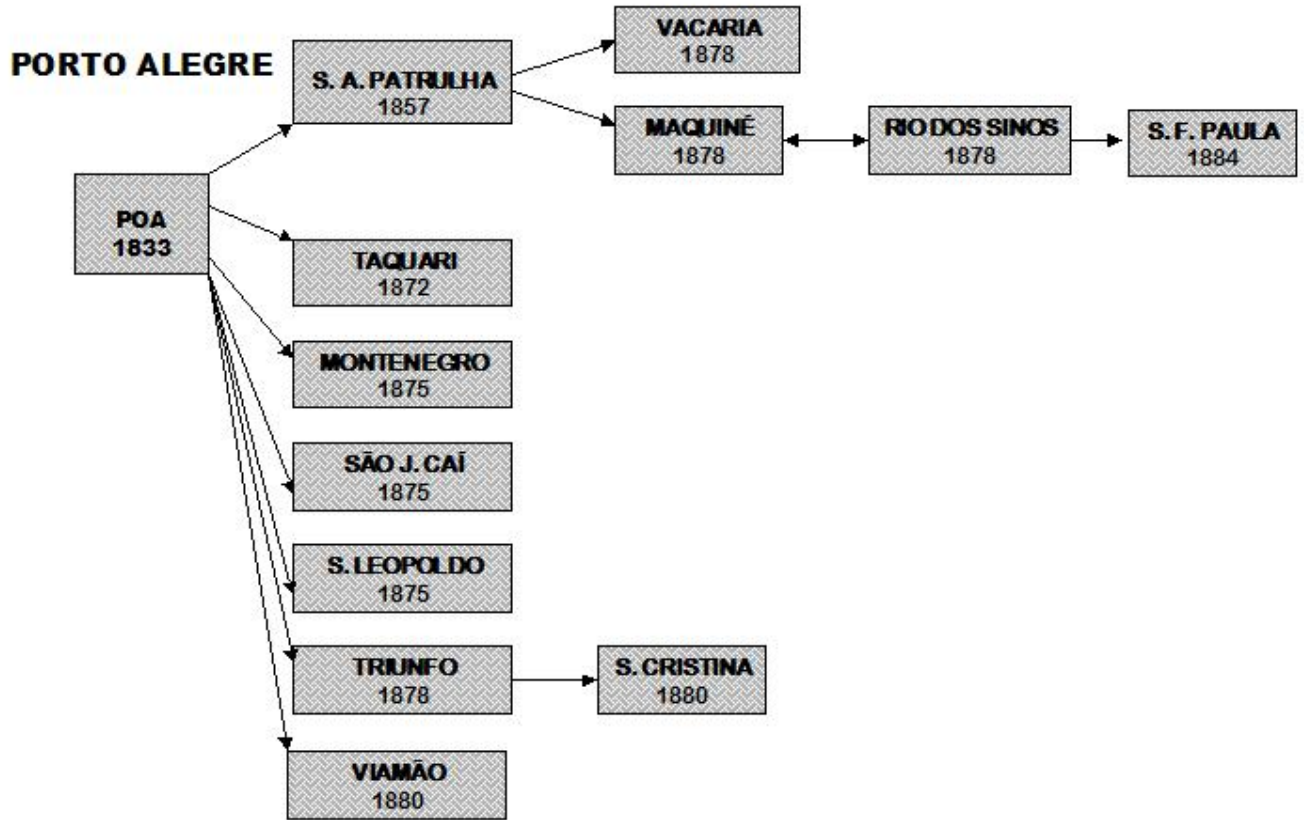 PORTO ALEGRE
POA
1833
S. A. PATRULHA
1857
VACARIA
1878
MAQUINÉ
1878
RIO DOS SINOS
1878
S. F. PAULA
1884
TAQUARI
1872
MONTENEGRO
1875
SÃO J. CAÍ
1875
S. LEOPOLDO
1875
TRIUNFO
1878
S. CRISTINA
1880
VIAMÃO
1880